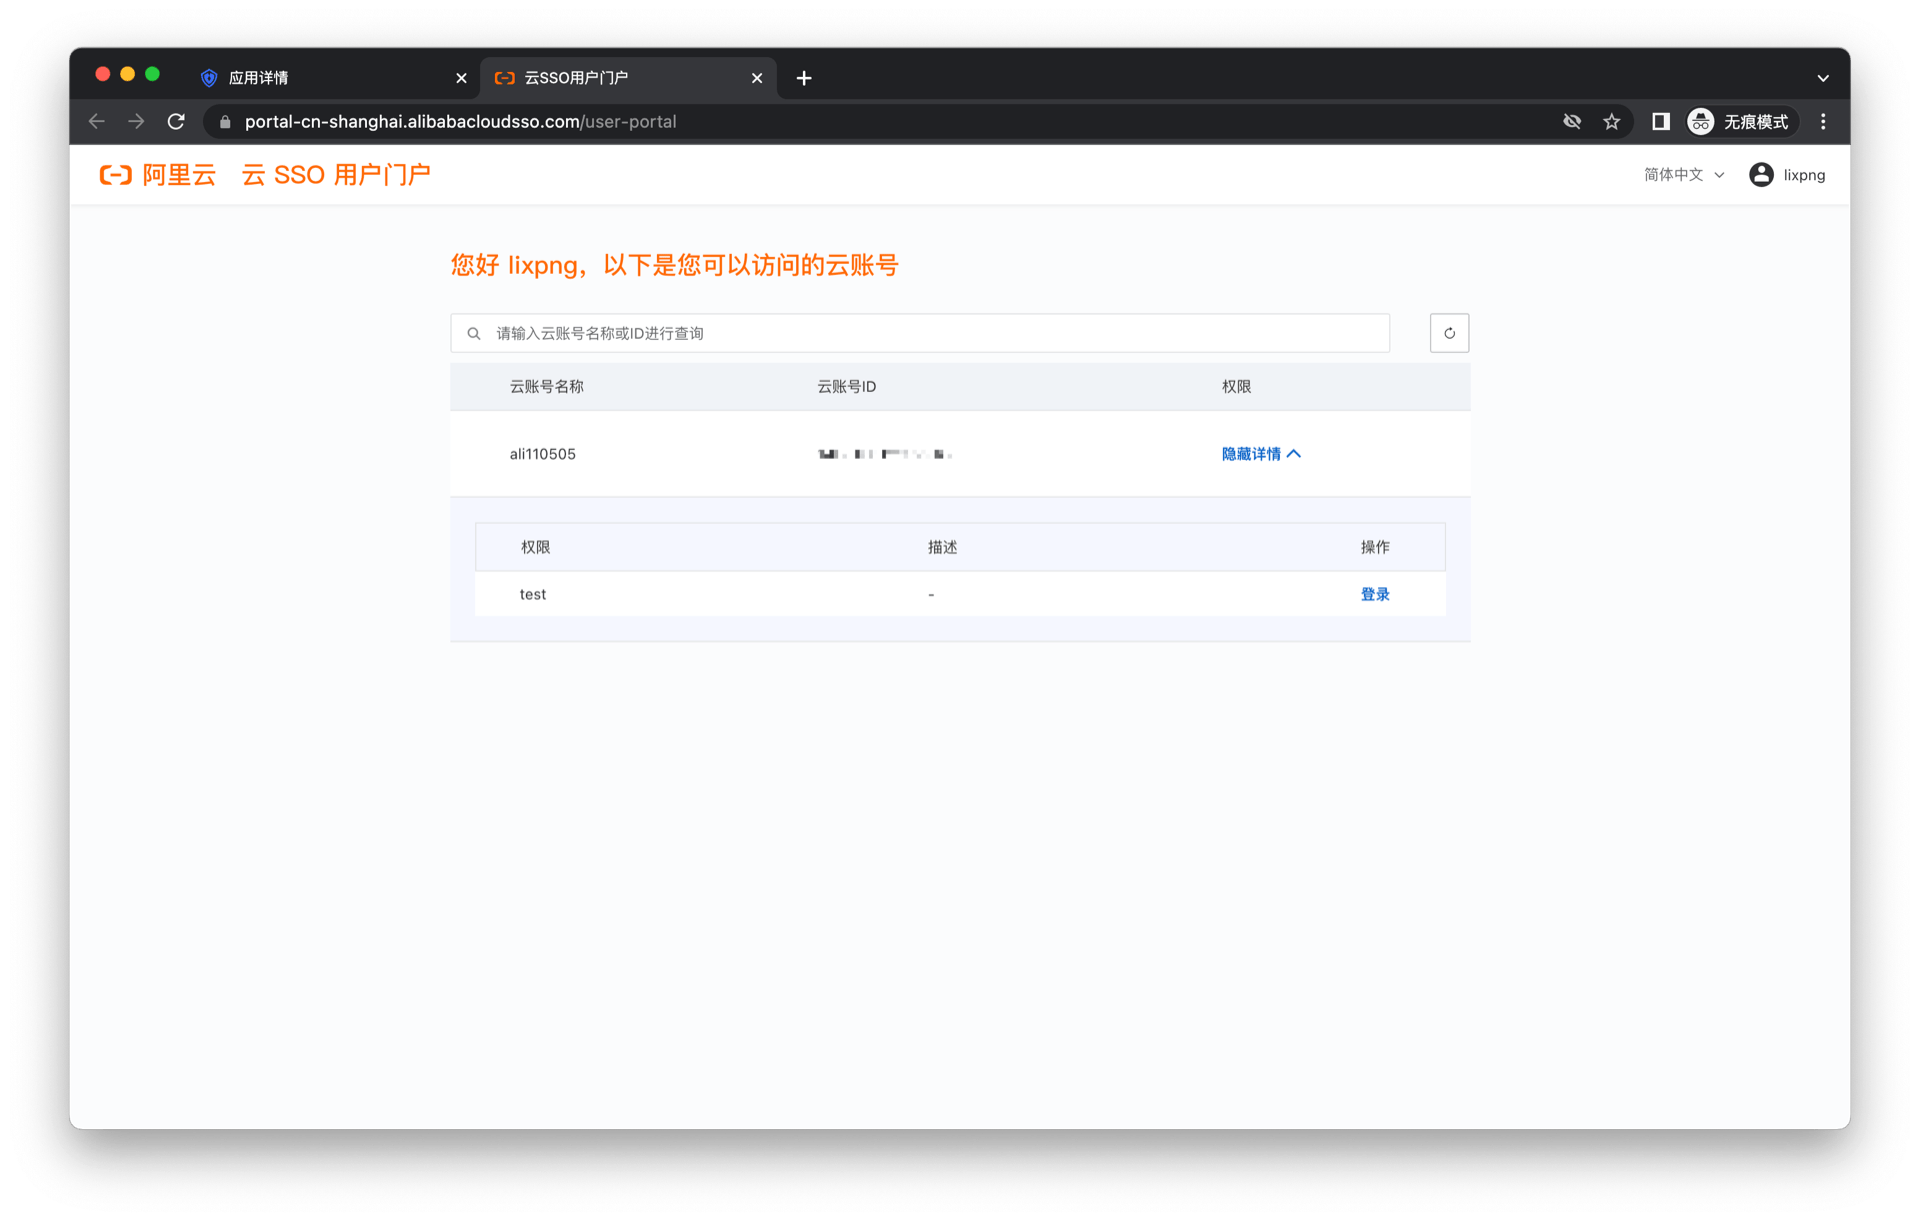 应用详情
云SSO用户门户
portal-cn-shanghai.alibabacloudsso.com/user-portal
无痕模式
阿里云 云 SSO 用户门户
简体中文
lixpng
您好 lixpng，以下是您可以访问的云账号
请输入云账号名称或ID进行查询
云账号名称 云账号ID 权限
ali110505 隐藏详情
权限 描述 操作
test - 登录